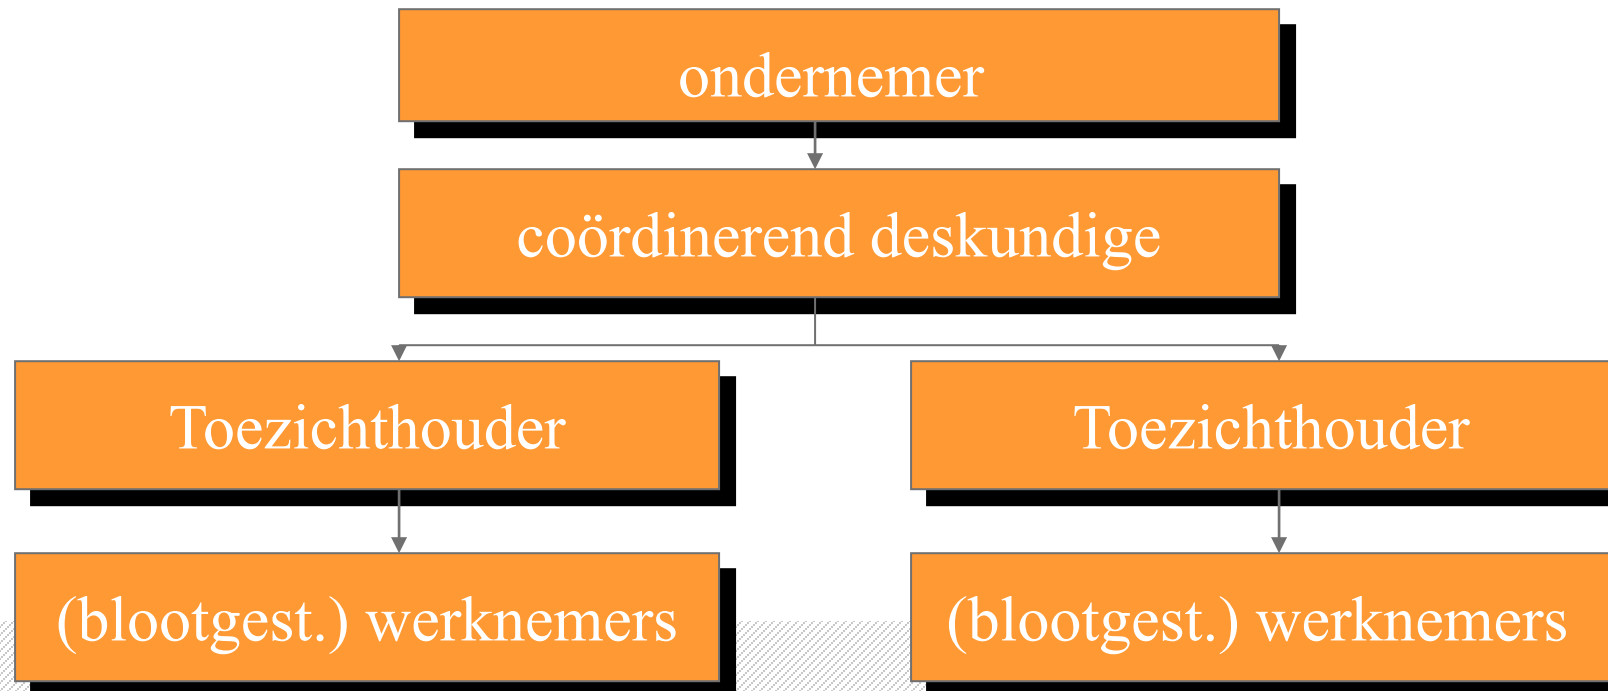 ondernemer
coördinerend deskundige
Toezichthouder
Toezichthouder
(blootgest.) werknemers
(blootgest.) werknemers